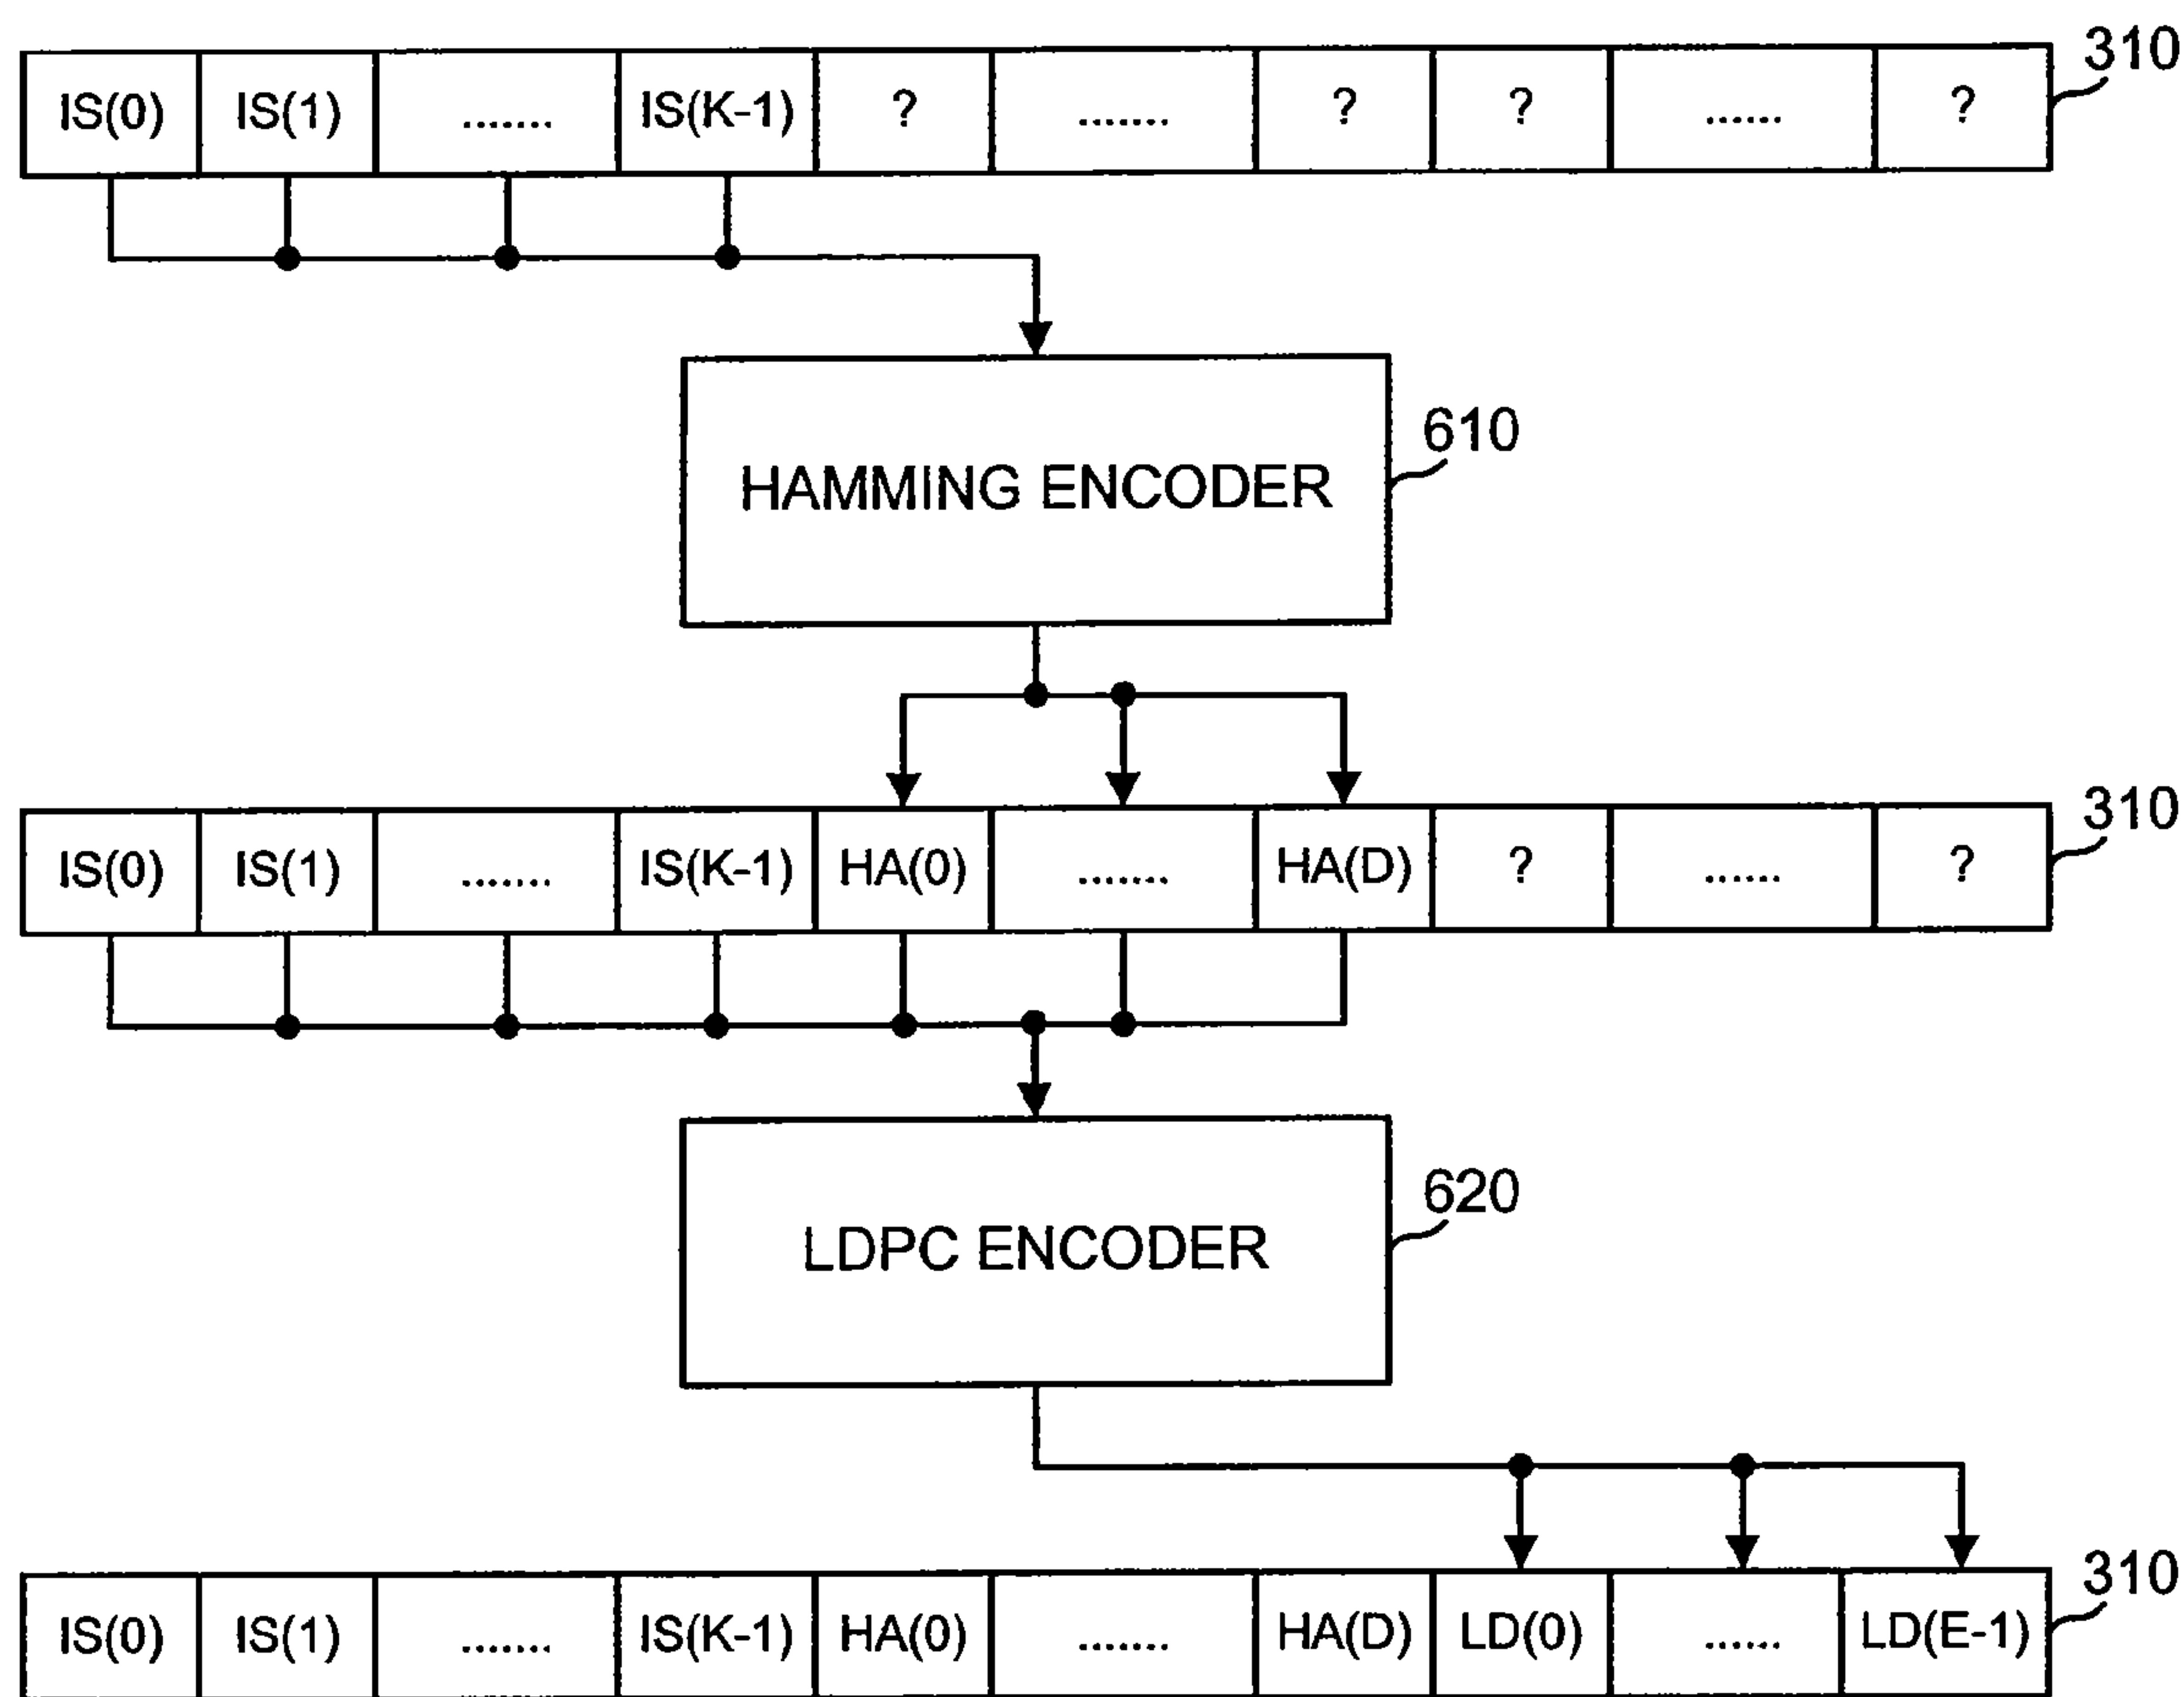 310
IS(0) IS(1) ....... IS(K-1) ? ....... ? ? ...... ?
610
HAMMING ENCODER
310
IS(0) IS(1) ....... IS(K-1) HA(0) ....... HA(D) ? ...... ?
620
LDPC ENCODER
310
IS(0) IS(1) ....... IS(K-1) HA(0) ....... HA(D) LD(0) ...... LD(E-1)